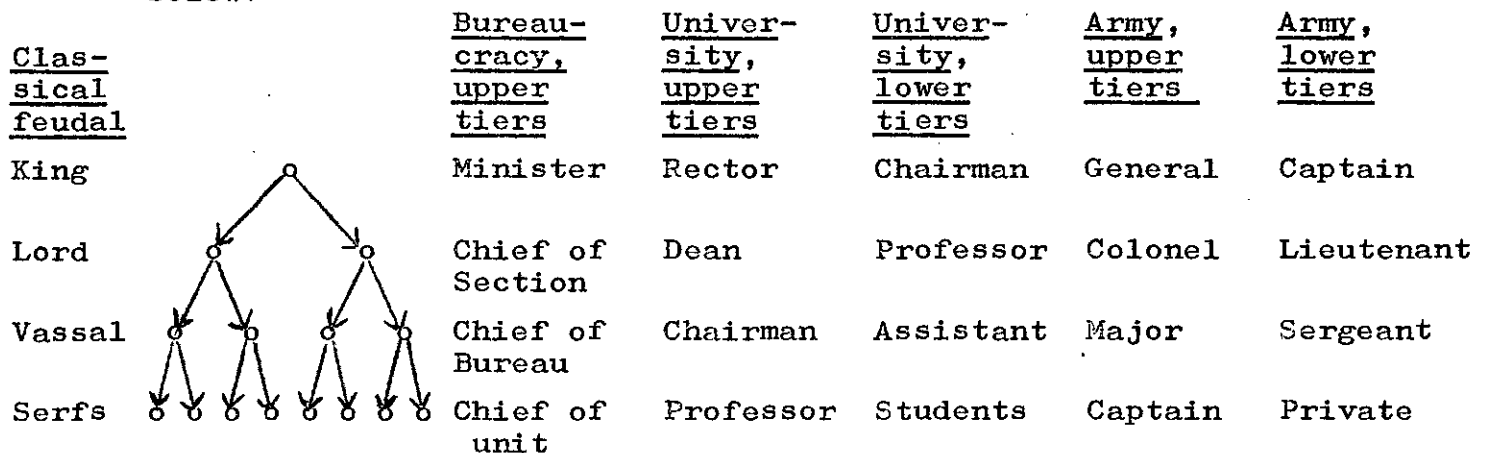 Bureau- Univer- Univer- Army, Army,
Clas- cracy, sity, sity, upper lower
sical upper upper lower tiers tiers
feudal tiers tiers tiers
King Minister Rector Chairman General Captain
Lord Chief of Dean Professor Colonel Lieutenant
Section
Vassal Chief of Chairman Assistant Major Sergeant
Bureau
Serfs Chief of Professor Students Captain Private
unit